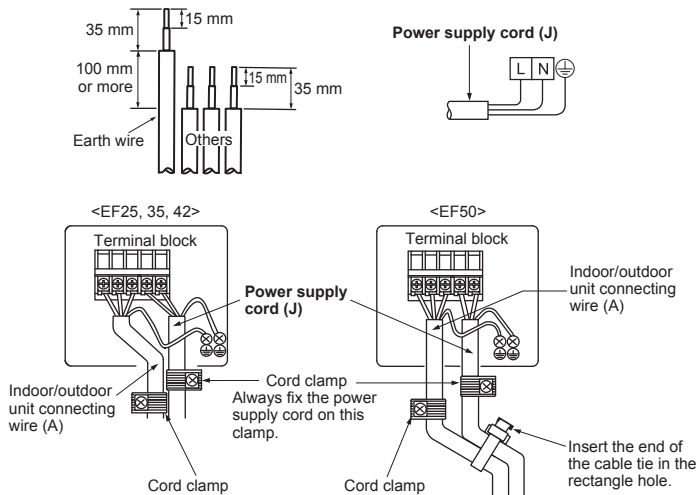 15 mm
35 mm
100 mm
or more
15 mm
35 mm
Earth wire
Others
Power supply cord (J)
L N
<EF25, 35, 42>
Terminal block
Power supply
cord (J)
Indoor/outdoor
unit connecting
wire (A)
Cord clamp
Always fix the power
supply cord on this
clamp.
Cord clamp
<EF50>
Terminal block
Indoor/outdoor
unit connecting
wire (A)
Cord clamp
Insert the end of
the cable tie in the
rectangle hole.